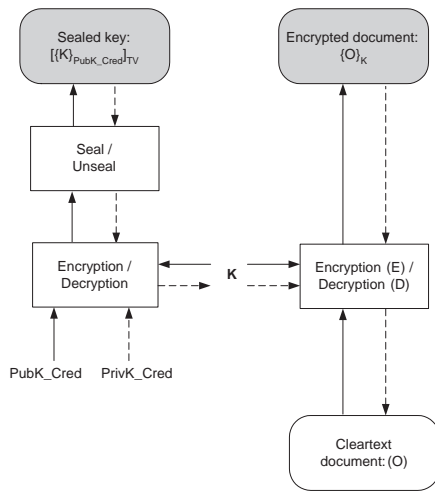 Sealed key:
[{K}PubK_Cred]TV
Encrypted document:
{O}K
Seal /
Unseal
Encryption /
Decryption
K
Encryption (E) /
Decryption (D)
PubK_Cred
PrivK_Cred
Cleartext
document: (O)